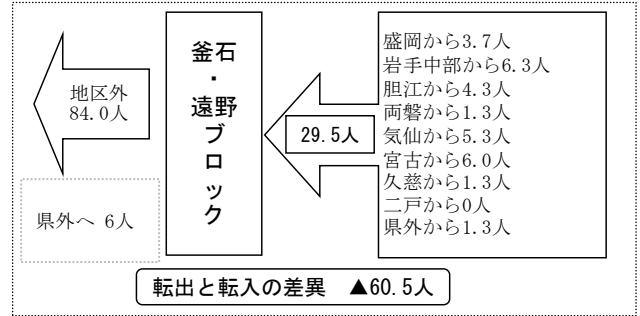 地区外
84.0人
県外へ 6人
釜石・遠野ブロック
29.5人
盛岡から3.7人
岩手中部から6.3人
胆江から4.3人
両磐から1.3人
気仙から5.3人
宮古から6.0人
久慈から1.3人
二戸から0人
県外から1.3人
転出と転入の差異 ▲60.5人